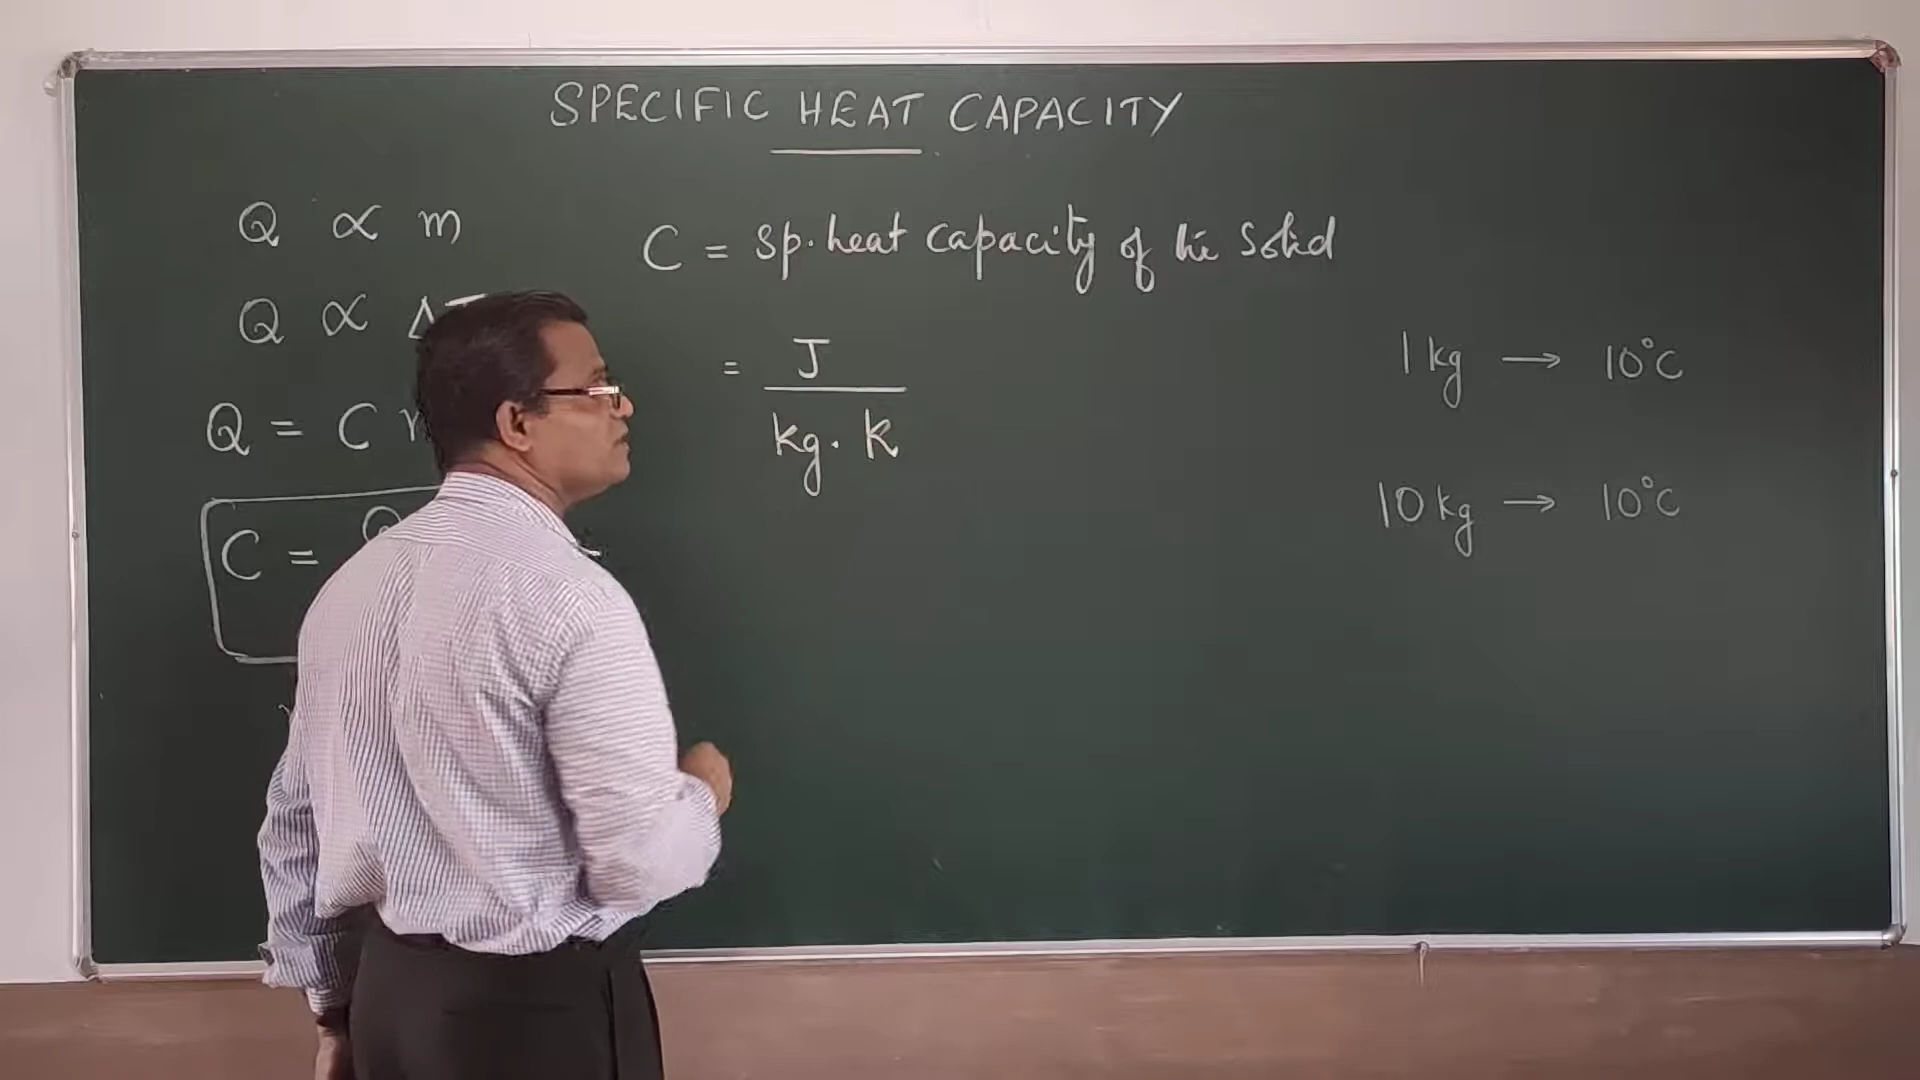 SPECIFIC HEAT CAPACITY
Q ∝ m
Q ∝ Δ
Q = C
C =
C = Sp. heat capacity of the Solid
= J
kg. K
1 kg → 10°C
10 kg → 10°C